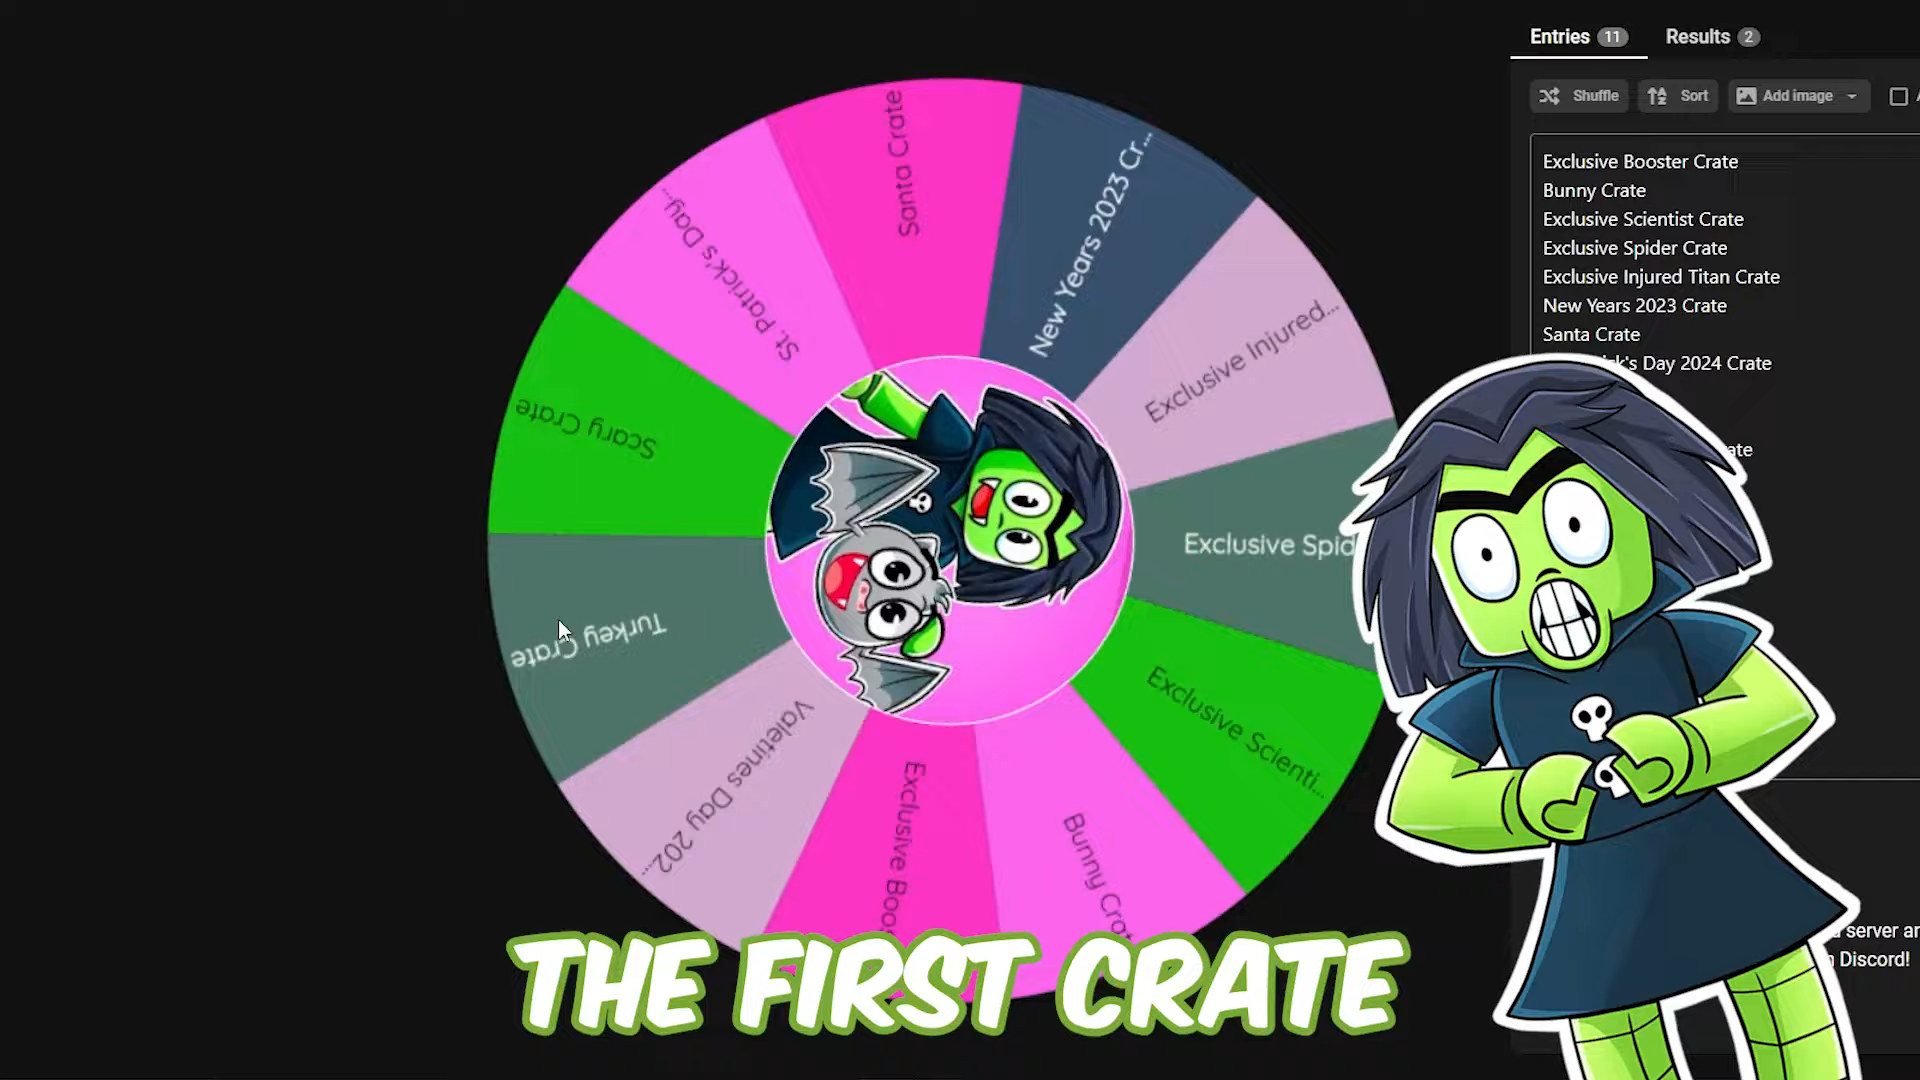 Entries 11 Results 2
Shuffle Sort Add image
Exclusive Booster Crate
Bunny Crate
Exclusive Scientist Crate
Exclusive Spider Crate
Exclusive Injured Titan Crate
New Years 2023 Crate
Santa Crate
k's Day 2024 Crate
ate
Santa Crate
New Years 2023 Cr...
St. Patrick's Day...
Exclusive Injured...
Scary Crate
Exclusive Spid
Turkey Crate
Exclusive Scienti...
Valetines Day 202...
Exclusive Boo
Bunny Crat
server an
n Discord!
THE FIRST CRATE